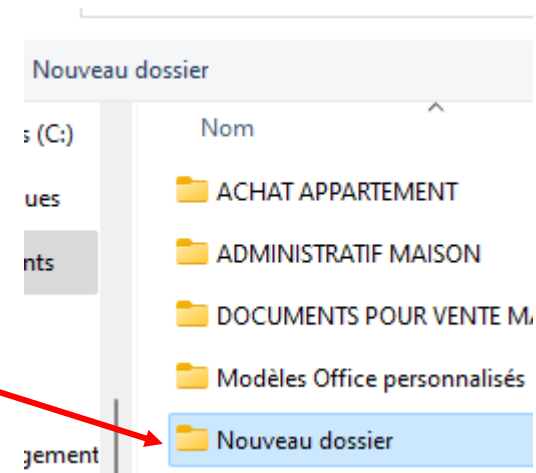 Nouveau dossier
s (C:)
Nom
ues
ACHAT APPARTEMENT
nts
ADMINISTRATIF MAISON
DOCUMENTS POUR VENTE MA
Modèles Office personnalisés
gement
Nouveau dossier